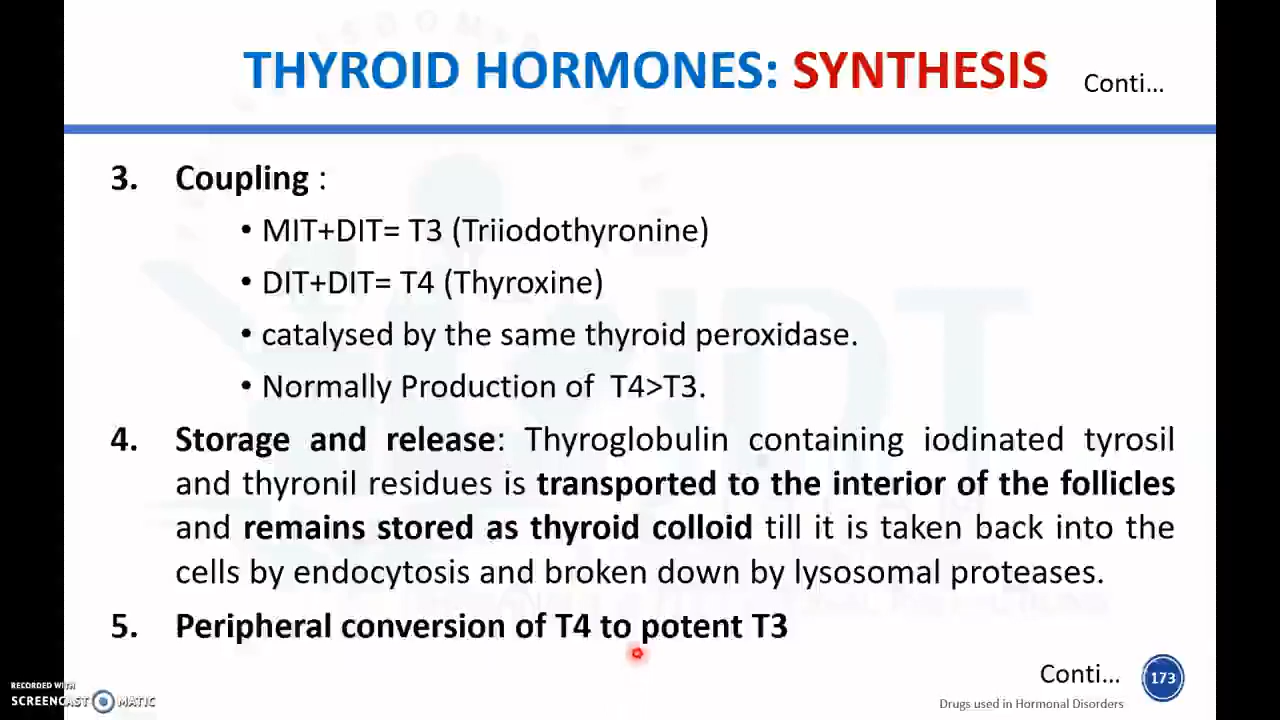 THYROID HORMONES: SYNTHESIS Conti...
3. Coupling :
• MIT+DIT= T3 (Triiodothyronine)
• DIT+DIT= T4 (Thyroxine)
• catalysed by the same thyroid peroxidase.
• Normally Production of T4>T3.
4. Storage and release: Thyroglobulin containing iodinated tyrosil
and thyronil residues is transported to the interior of the follicles
and remains stored as thyroid colloid till it is taken back into the
cells by endocytosis and broken down by lysosomal proteases.
5. Peripheral conversion of T4 to potent T3
Conti...
173
Drugs used in Hormonal Disorders
RECORDED WITH
SCREENCAST MATIC